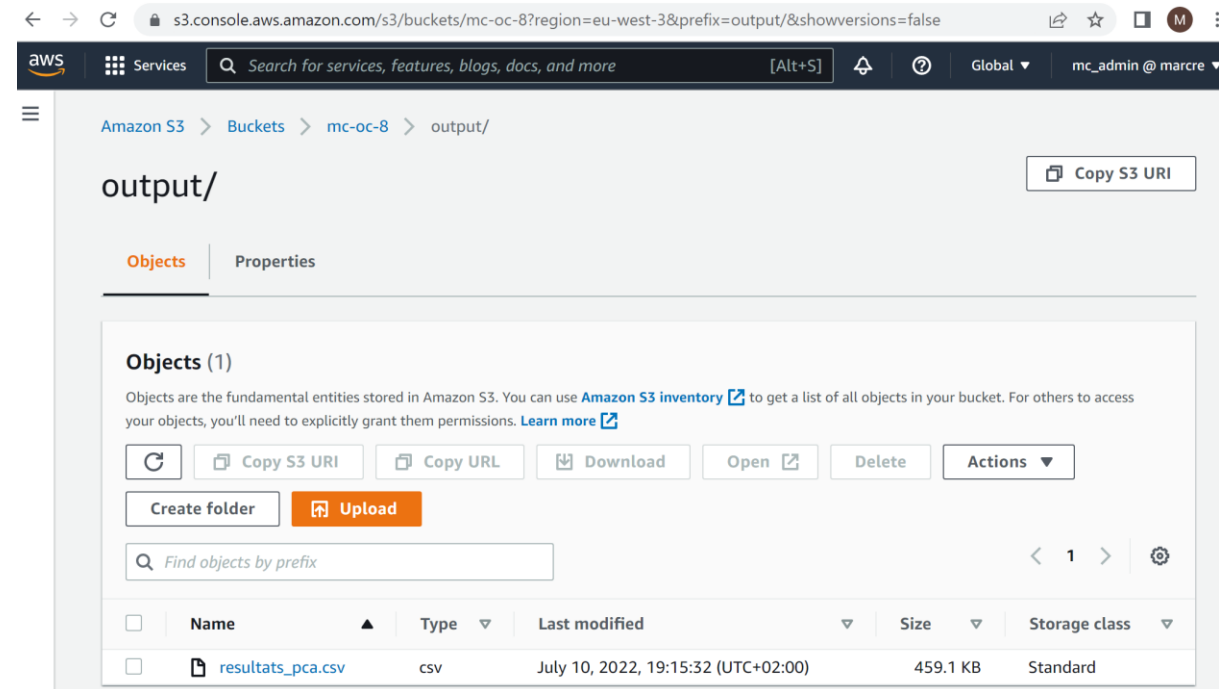 s3.console.aws.amazon.com/s3/buckets/mc-oc-8?region=eu-west-3&prefix=output/&showversions=false M
aws Services Search for services, features, blogs, docs, and more [Alt+S] Global mc_admin @ marcre
Amazon S3 > Buckets > mc-oc-8 > output/
output/ Copy S3 URI
Objects Properties
Objects (1)
Objects are the fundamental entities stored in Amazon S3. You can use Amazon S3 inventory to get a list of all objects in your bucket. For others to access
your objects, you'll need to explicitly grant them permissions. Learn more
Copy S3 URI Copy URL Download Open Delete Actions
Create folder Upload
Find objects by prefix < 1 >
Name Type Last modified Size Storage class
resultats_pca.csv csv July 10, 2022, 19:15:32 (UTC+02:00) 459.1 KB Standard